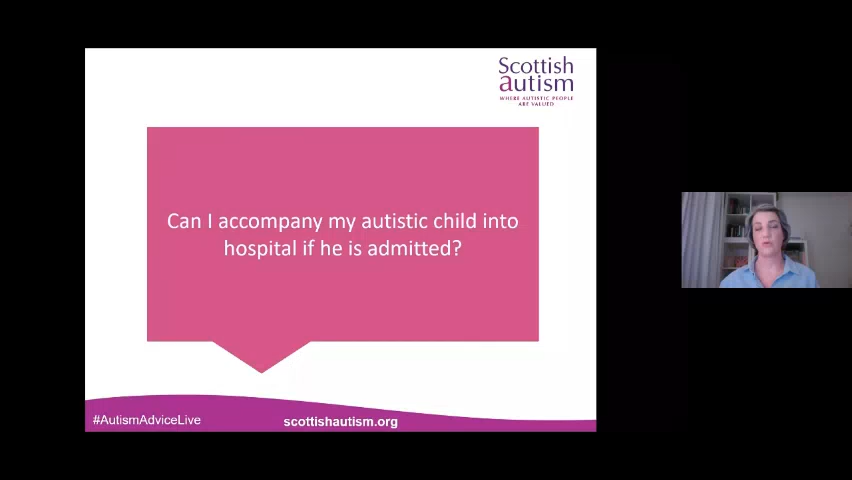 Scottish
autism
WHERE AUTISTIC PEOPLE
ARE VALUED
Can I accompany my autistic child into
hospital if he is admitted?
#AutismAdviceLive
scottishautism.org